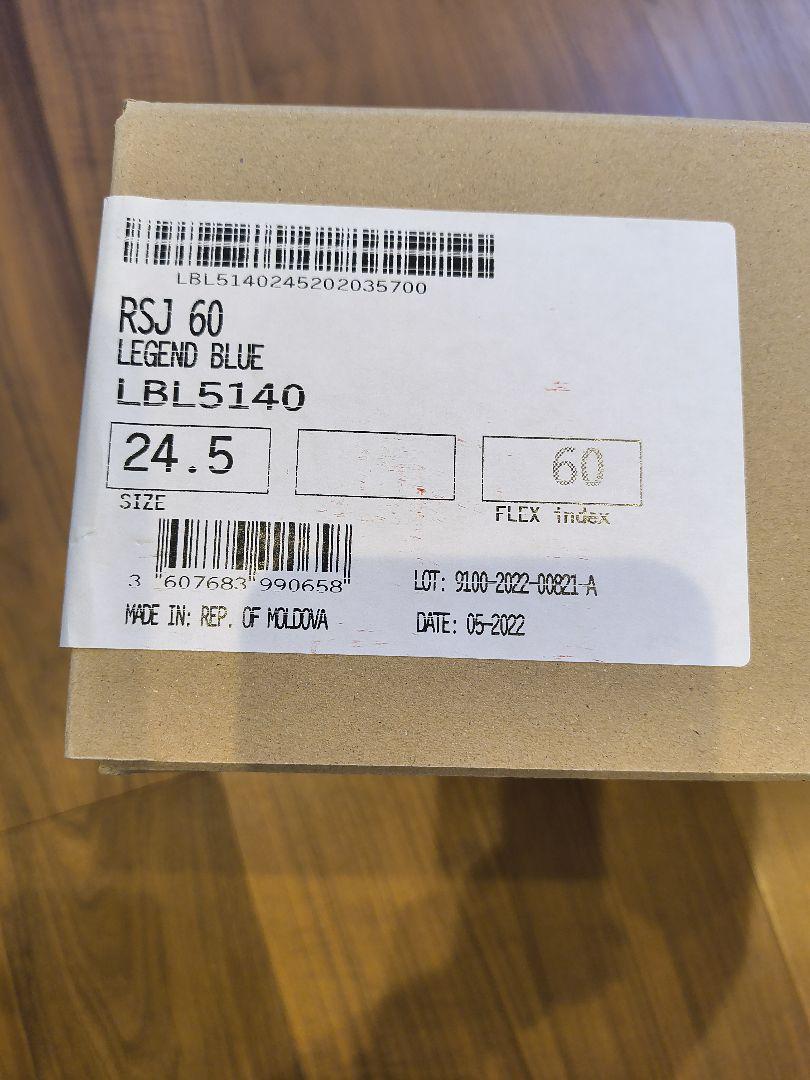 LBL5140245202035700
RSJ 60
LEGEND BLUE
LBL5140
24.5
60
SIZE
FLEX index
3 "607683"990658"
LOT: 9100-2022-00821-A
MADE IN: REP. OF MOLDOVA
DATE: 05-2022